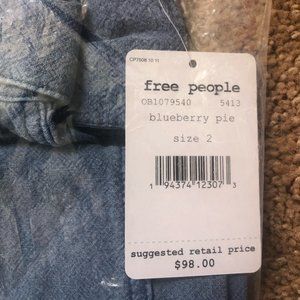 CP7508 10 11
free people
OB1079540 5413
blueberry pie
size 2
1 94374 12307 3
suggested retail price
$98.00